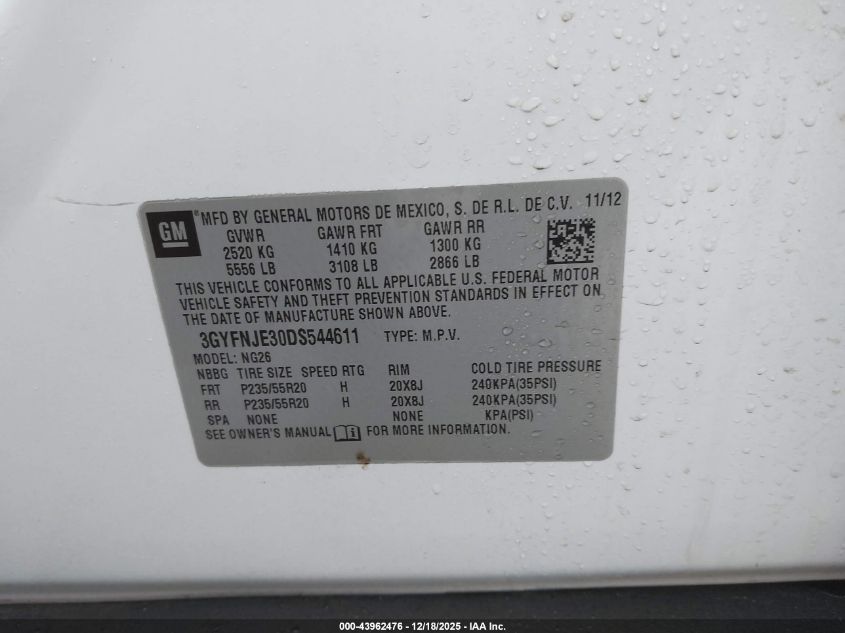 GM ® MFD BY GENERAL MOTORS DE MEXICO, S. DE R.L. DE C.V. 11/12
GVWR GAWR FRT GAWR RR
2520 KG 1410 KG 1300 KG
5556 LB 3108 LB 2866 LB
THIS VEHICLE CONFORMS TO ALL APPLICABLE U.S. FEDERAL MOTOR
VEHICLE SAFETY AND THEFT PREVENTION STANDARDS IN EFFECT ON
THE DATE OF MANUFACTURE SHOWN ABOVE.
3GYFNJE30DS544611 TYPE: M.P.V.
MODEL: NG26
NBBG TIRE SIZE SPEED RTG RIM COLD TIRE PRESSURE
FRT P235/55R20 H 20X8J 240KPA(35PSI)
RR P235/55R20 H 20X8J 240KPA(35PSI)
SPA NONE NONE KPA(PSI)
SEE OWNER'S MANUAL FOR MORE INFORMATION.
000-43962476 | 12/18/2025 - IAA Inc.